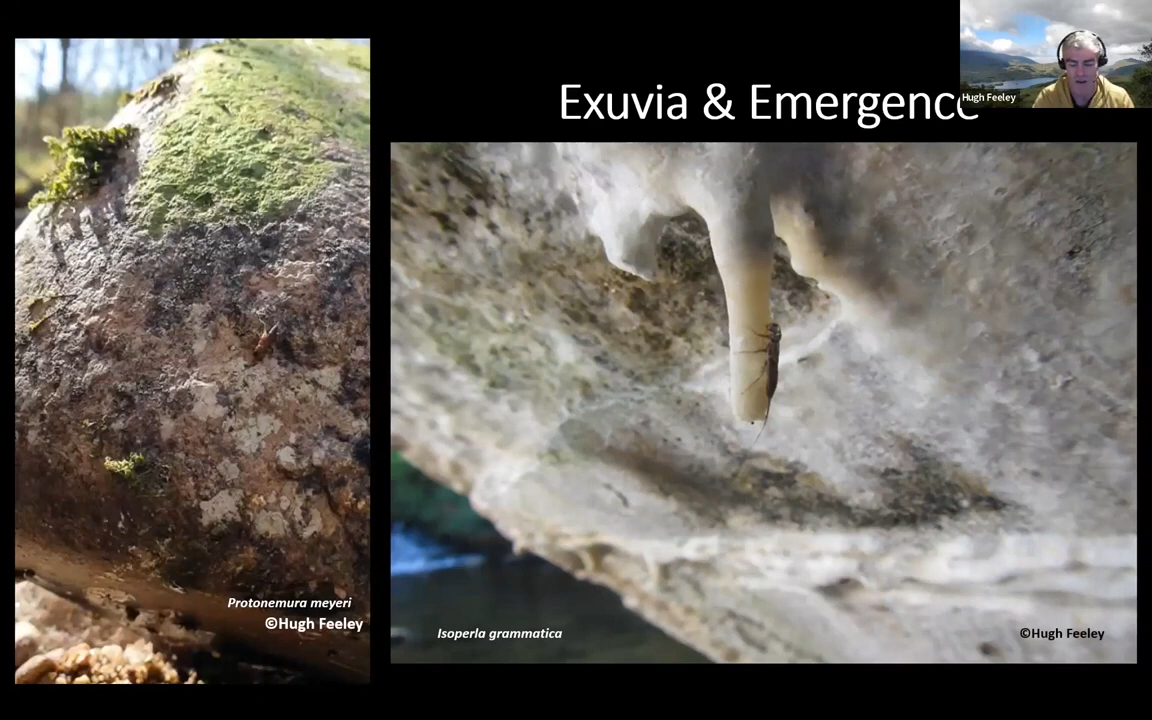 Exuvia & Emergence
Hugh Feeley
Protonemura meyeri
©Hugh Feeley
Isoperla grammatica
©Hugh Feeley